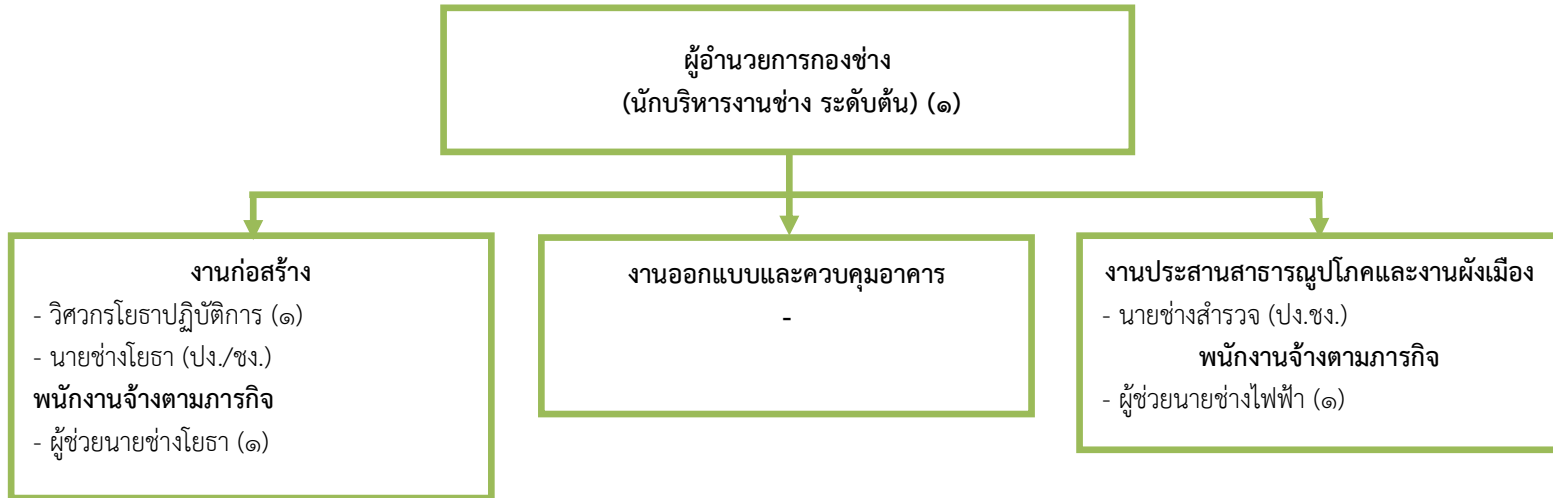 ผู้อำนวยการกองช่าง
(นักบริหารงานช่าง ระดับต้น) (๑)
งานก่อสร้าง
- วิศวกรโยธาปฏิบัติการ (๑)
- นายช่างโยธา (ปง./ชง.)
พนักงานจ้างตามภารกิจ
- ผู้ช่วยนายช่างโยธา (๑)
งานออกแบบและควบคุมอาคาร
-
งานประสานสาธารณูปโภคและงานผังเมือง
- นายช่างสำรวจ (ปง.ชง.)
พนักงานจ้างตามภารกิจ
- ผู้ช่วยนายช่างไฟฟ้า (๑)